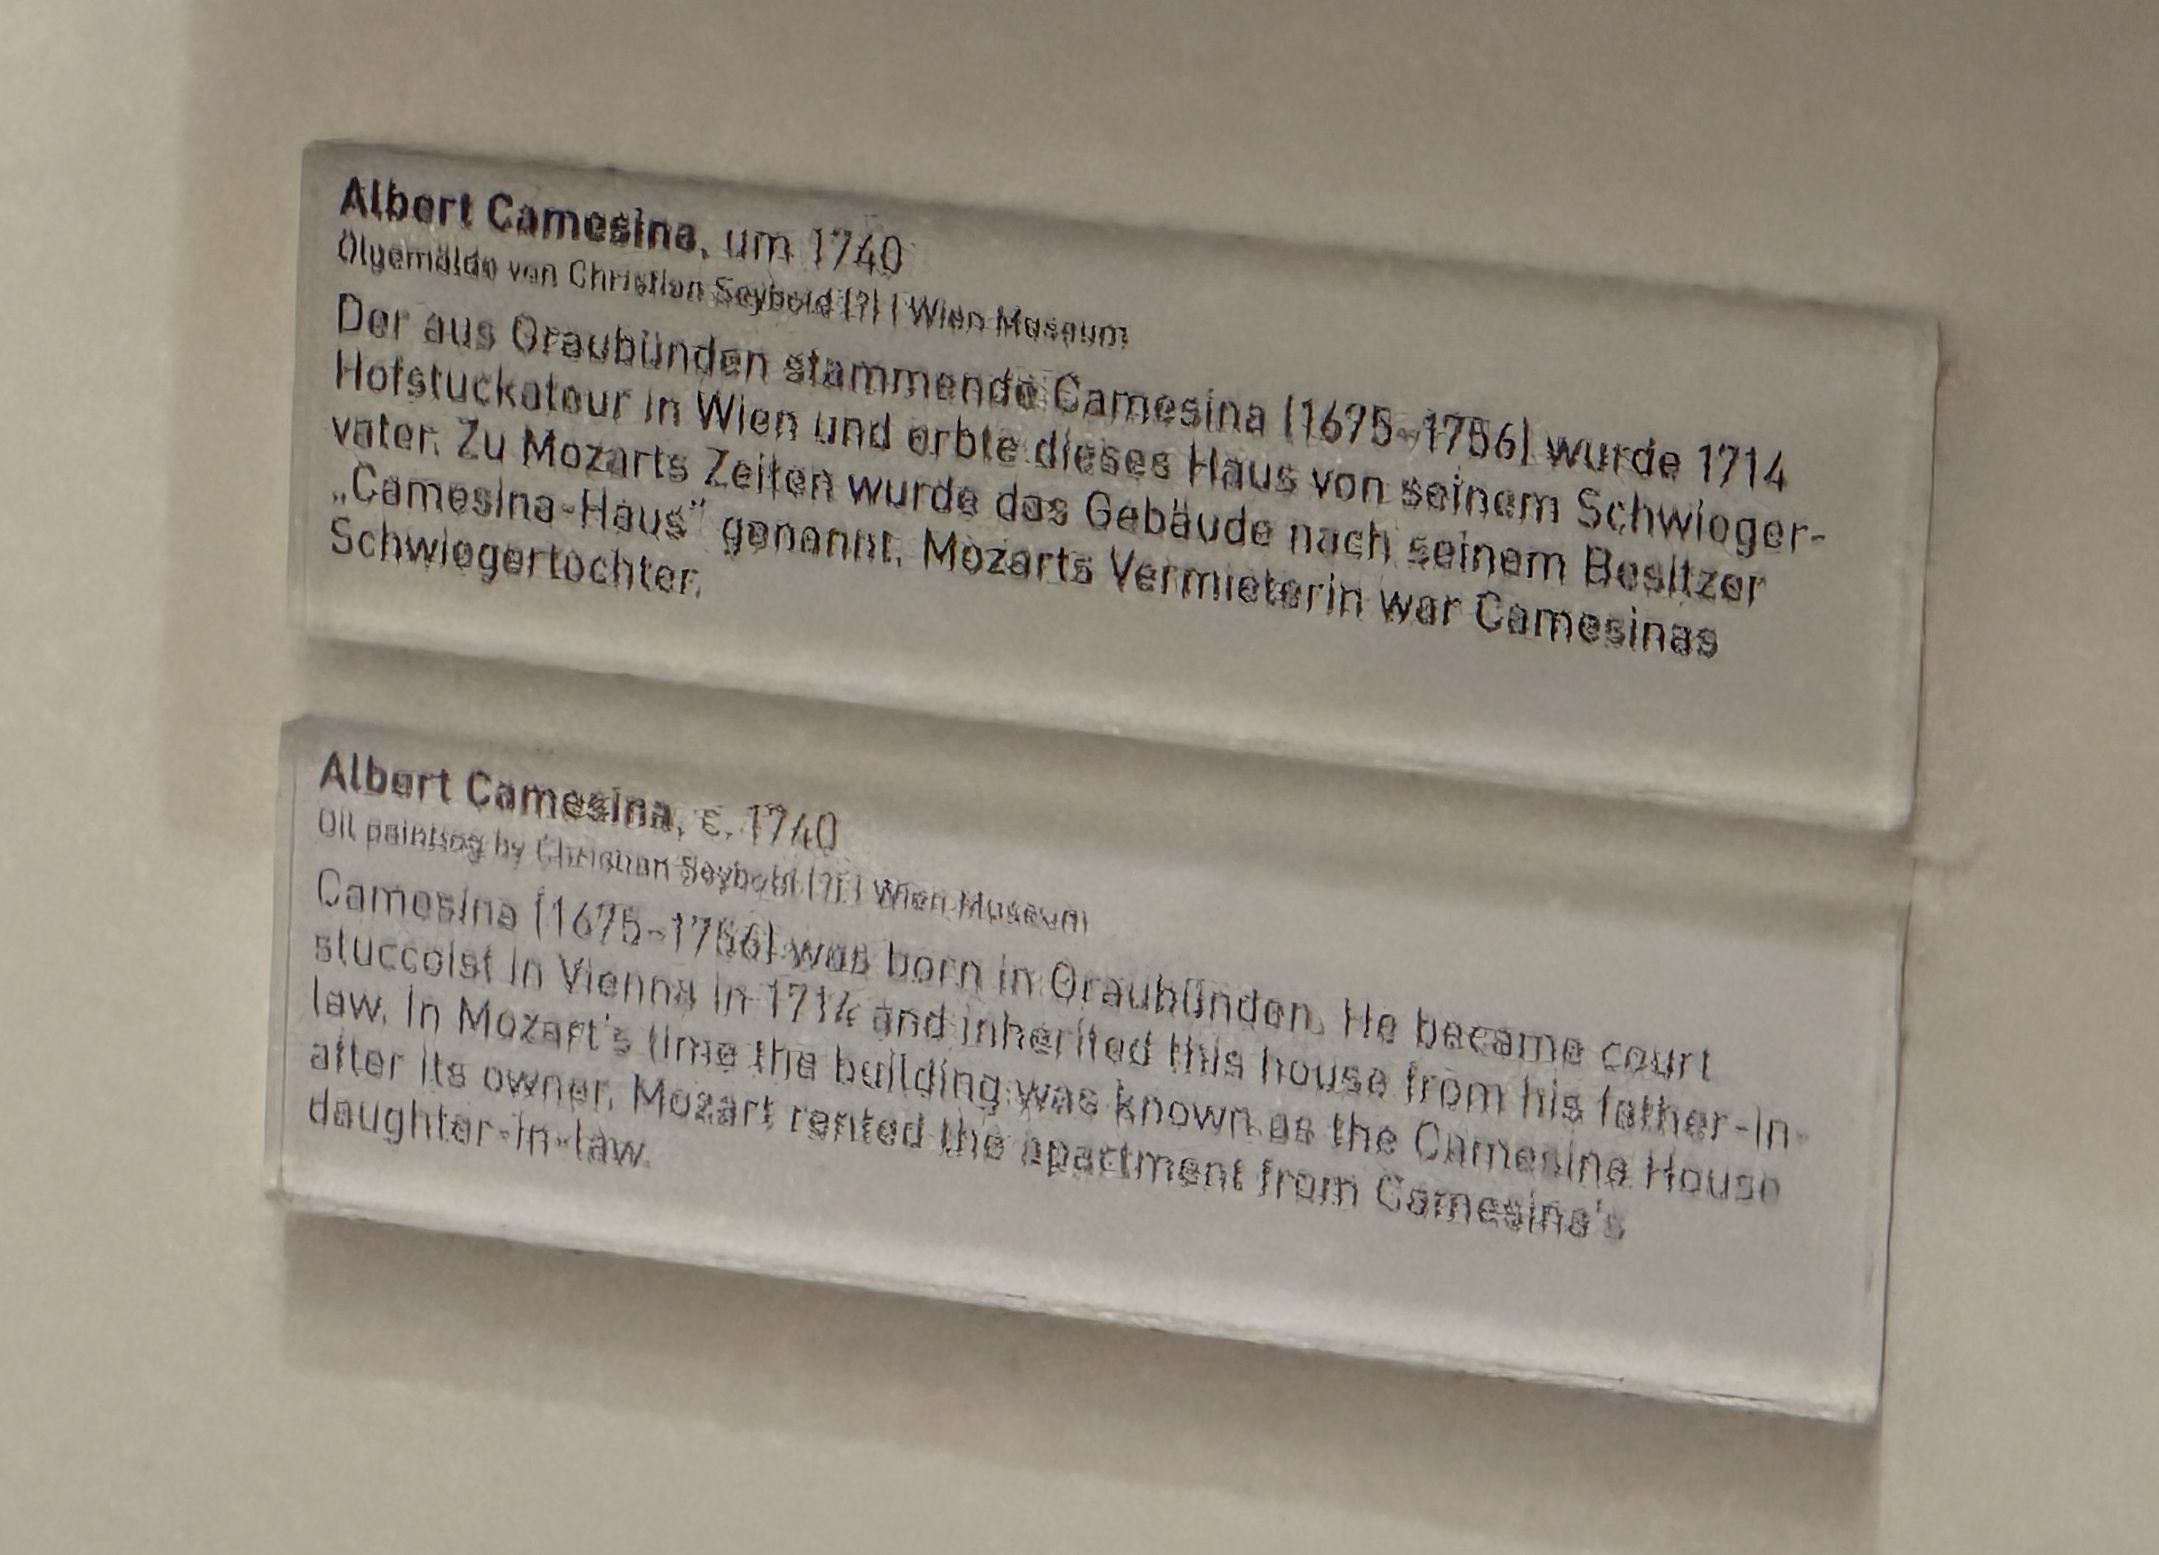 Albert Camesina, um 1740
Ölgemälde von Christian Seybold (?) | Wien Museum
Der aus Graubünden stammende Camesina (1675–1756) wurde 1714
Hofstuckateur in Wien und erbte dieses Haus von seinem Schwieger-
vater. Zu Mozarts Zeiten wurde das Gebäude nach seinem Besitzer
„Camesina-Haus“ genannt. Mozarts Vermieterin war Camesinas
Schwiegertochter.
Albert Camesina, c. 1740
Oil painting by Christian Seybold (?) | Wien Museum
Camesina (1675–1756) was born in Graubünden. He became court
stuccoist in Vienna in 1714 and inherited this house from his father-in-
law. In Mozart's time the building was known as the Camesina House
after its owner. Mozart rented the apartment from Camesina's
daughter-in-law.